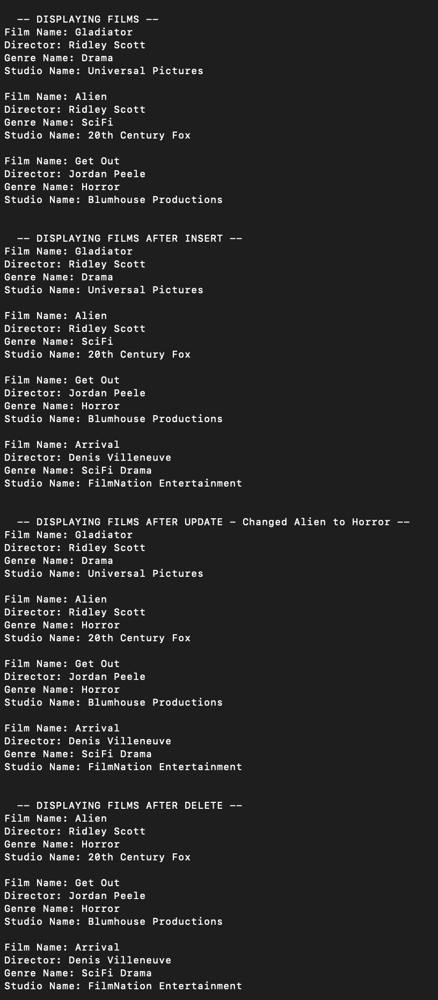 -- DISPLAYING FILMS --
Film Name: Gladiator
Director: Ridley Scott
Genre Name: Drama
Studio Name: Universal Pictures

Film Name: Alien
Director: Ridley Scott
Genre Name: SciFi
Studio Name: 20th Century Fox

Film Name: Get Out
Director: Jordan Peele
Genre Name: Horror
Studio Name: Blumhouse Productions

-- DISPLAYING FILMS AFTER INSERT --
Film Name: Gladiator
Director: Ridley Scott
Genre Name: Drama
Studio Name: Universal Pictures

Film Name: Alien
Director: Ridley Scott
Genre Name: SciFi
Studio Name: 20th Century Fox

Film Name: Get Out
Director: Jordan Peele
Genre Name: Horror
Studio Name: Blumhouse Productions

Film Name: Arrival
Director: Denis Villeneuve
Genre Name: SciFi Drama
Studio Name: FilmNation Entertainment

-- DISPLAYING FILMS AFTER UPDATE - Changed Alien to Horror --
Film Name: Gladiator
Director: Ridley Scott
Genre Name: Drama
Studio Name: Universal Pictures

Film Name: Alien
Director: Ridley Scott
Genre Name: Horror
Studio Name: 20th Century Fox

Film Name: Get Out
Director: Jordan Peele
Genre Name: Horror
Studio Name: Blumhouse Productions

Film Name: Arrival
Director: Denis Villeneuve
Genre Name: SciFi Drama
Studio Name: FilmNation Entertainment

-- DISPLAYING FILMS AFTER DELETE --
Film Name: Alien
Director: Ridley Scott
Genre Name: Horror
Studio Name: 20th Century Fox

Film Name: Get Out
Director: Jordan Peele
Genre Name: Horror
Studio Name: Blumhouse Productions

Film Name: Arrival
Director: Denis Villeneuve
Genre Name: SciFi Drama
Studio Name: FilmNation Entertainment